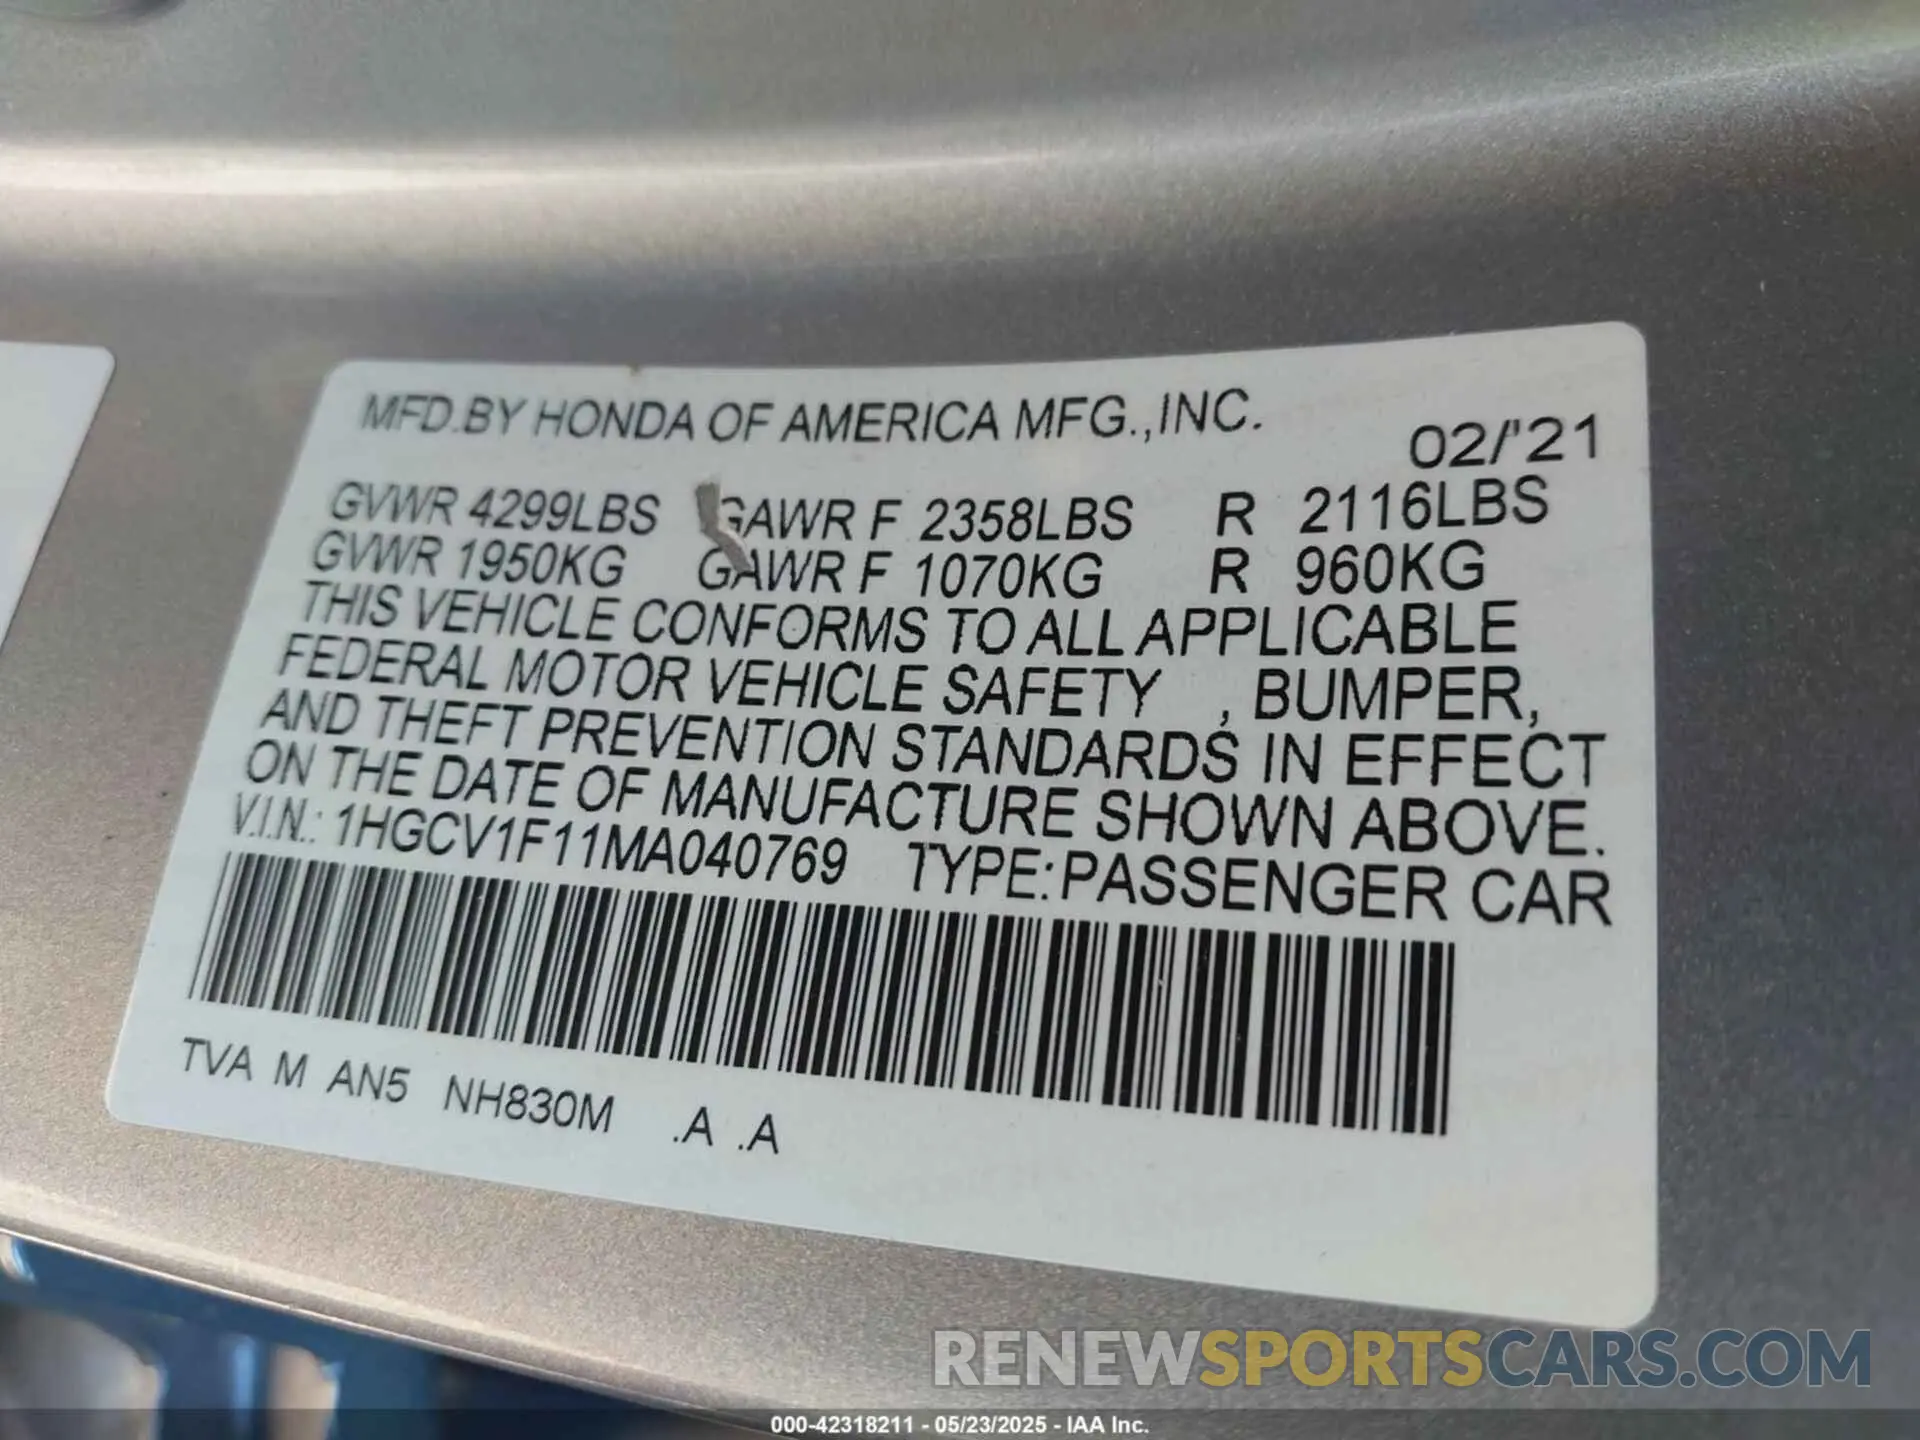 MFD.BY HONDA OF AMERICA MFG.,INC.
02/'21
GVWR 4299LBS GAWR F 2358LBS R 2116LBS
GVWR 1950KG GAWR F 1070KG R 960KG
THIS VEHICLE CONFORMS TO ALL APPLICABLE
FEDERAL MOTOR VEHICLE SAFETY , BUMPER,
AND THEFT PREVENTION STANDARDS IN EFFECT
ON THE DATE OF MANUFACTURE SHOWN ABOVE.
V.I.N.: 1HGCV1F11MA040769 TYPE:PASSENGER CAR
TVA M AN5 NH830M .A .A
RENEWSPORTSCARS.COM
000-42318211 - 05/23/2025 - IAA Inc.